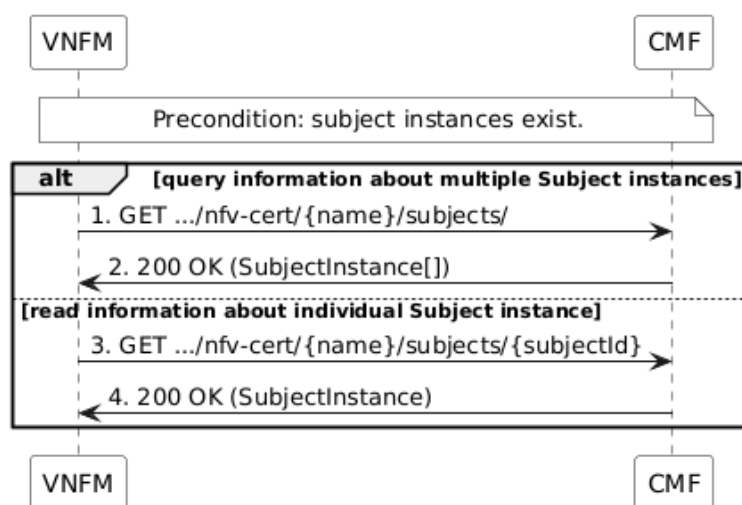 VNFM CMF
Precondition: subject instances exist.
alt [query information about multiple Subject instances]
1. GET .../nfv-cert/{name}/subjects/
2. 200 OK (SubjectInstance[])
[read information about individual Subject instance]
3. GET .../nfv-cert/{name}/subjects/{subjectId}
4. 200 OK (SubjectInstance)
VNFM CMF